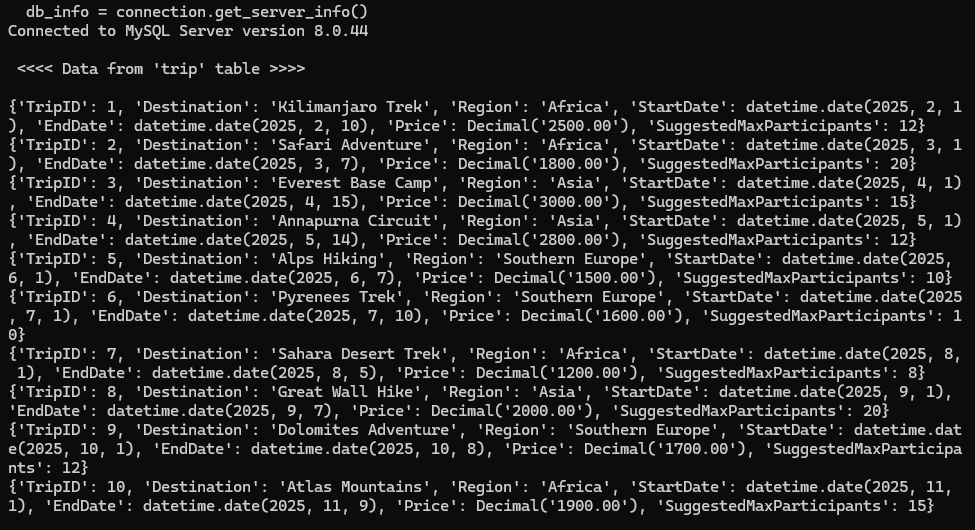 db_info = connection.get_server_info()
Connected to MySQL Server version 8.0.44
<<<< Data from 'trip' table >>>>
{'TripID': 1, 'Destination': 'Kilimanjaro Trek', 'Region': 'Africa', 'StartDate': datetime.date(2025, 2, 1
), 'EndDate': datetime.date(2025, 2, 10), 'Price': Decimal('2500.00'), 'SuggestedMaxParticipants': 12}
{'TripID': 2, 'Destination': 'Safari Adventure', 'Region': 'Africa', 'StartDate': datetime.date(2025, 3, 1
), 'EndDate': datetime.date(2025, 3, 7), 'Price': Decimal('1800.00'), 'SuggestedMaxParticipants': 20}
{'TripID': 3, 'Destination': 'Everest Base Camp', 'Region': 'Asia', 'StartDate': datetime.date(2025, 4, 1)
, 'EndDate': datetime.date(2025, 4, 15), 'Price': Decimal('3000.00'), 'SuggestedMaxParticipants': 15}
{'TripID': 4, 'Destination': 'Annapurna Circuit', 'Region': 'Asia', 'StartDate': datetime.date(2025, 5, 1)
, 'EndDate': datetime.date(2025, 5, 14), 'Price': Decimal('2800.00'), 'SuggestedMaxParticipants': 12}
{'TripID': 5, 'Destination': 'Alps Hiking', 'Region': 'Southern Europe', 'StartDate': datetime.date(2025,
6, 1), 'EndDate': datetime.date(2025, 6, 7), 'Price': Decimal('1500.00'), 'SuggestedMaxParticipants': 10}
{'TripID': 6, 'Destination': 'Pyrenees Trek', 'Region': 'Southern Europe', 'StartDate': datetime.date(2025
, 7, 1), 'EndDate': datetime.date(2025, 7, 10), 'Price': Decimal('1600.00'), 'SuggestedMaxParticipants': 1
0}
{'TripID': 7, 'Destination': 'Sahara Desert Trek', 'Region': 'Africa', 'StartDate': datetime.date(2025, 8,
1), 'EndDate': datetime.date(2025, 8, 5), 'Price': Decimal('1200.00'), 'SuggestedMaxParticipants': 8}
{'TripID': 8, 'Destination': 'Great Wall Hike', 'Region': 'Asia', 'StartDate': datetime.date(2025, 9, 1),
'EndDate': datetime.date(2025, 9, 7), 'Price': Decimal('2000.00'), 'SuggestedMaxParticipants': 20}
{'TripID': 9, 'Destination': 'Dolomites Adventure', 'Region': 'Southern Europe', 'StartDate': datetime.dat
e(2025, 10, 1), 'EndDate': datetime.date(2025, 10, 8), 'Price': Decimal('1700.00'), 'SuggestedMaxParticipa
nts': 12}
{'TripID': 10, 'Destination': 'Atlas Mountains', 'Region': 'Africa', 'StartDate': datetime.date(2025, 11,
1), 'EndDate': datetime.date(2025, 11, 9), 'Price': Decimal('1900.00'), 'SuggestedMaxParticipants': 15}